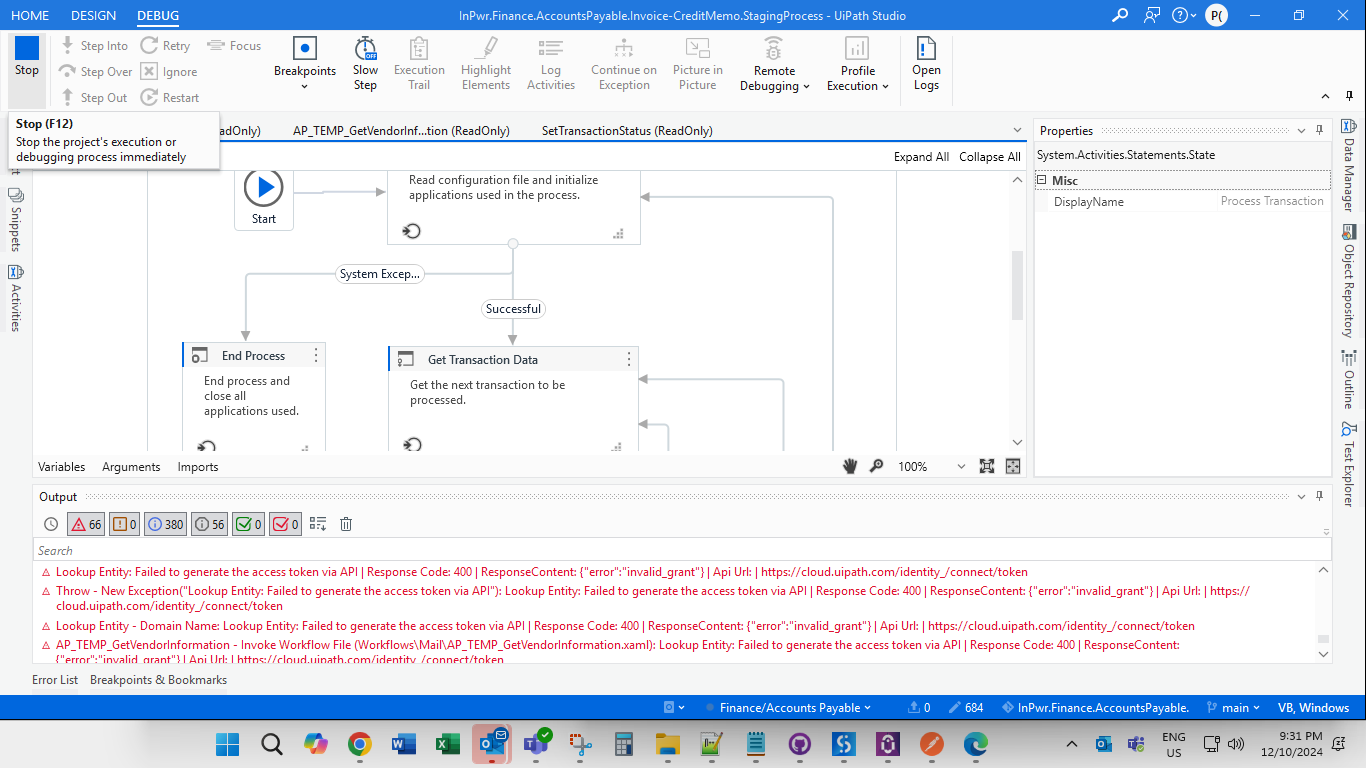 HOME DESIGN DEBUG InPwr.Finance.AccountsPayable.Invoice-CreditMemo.StagingProcess - UiPath Studio P(
Stop
Step Into Retry Focus
Step Over Ignore
Step Out Restart
Breakpoints
Slow
Step
Execution
Trail
Highlight
Elements
Log
Activities
Continue on
Exception
Picture in
Picture
Remote
Debugging
Profile
Execution
Open
Logs
Stop (F12)
Stop the project's execution or
debugging process immediately
adOnly) AP_TEMP_GetVendorInf...tion (ReadOnly) SetTransactionStatus (ReadOnly)
Expand All Collapse All
Snippets
Activities
Start
Read configuration file and initialize
applications used in the process.
System Excep...
Successful
End Process
End process and
close all
applications used.
Get Transaction Data
Get the next transaction to be
processed.
Variables Arguments Imports 100%
Properties
System.Activities.Statements.State
Misc
DisplayName Process Transaction
Data Manager
Object Repository
Outline
Test Explorer
Output
66 0 380 56 0 0
Search
Lookup Entity: Failed to generate the access token via API | Response Code: 400 | ResponseContent: {"error":"invalid_grant"} | Api Url: | https://cloud.uipath.com/identity_/connect/token
Throw - New Exception("Lookup Entity: Failed to generate the access token via API"): Lookup Entity: Failed to generate the access token via API | Response Code: 400 | ResponseContent: {"error":"invalid_grant"} | Api Url: | https://
cloud.uipath.com/identity_/connect/token
Lookup Entity - Domain Name: Lookup Entity: Failed to generate the access token via API | Response Code: 400 | ResponseContent: {"error":"invalid_grant"} | Api Url: | https://cloud.uipath.com/identity_/connect/token
AP_TEMP_GetVendorInformation - Invoke Workflow File (Workflows\Mail\AP_TEMP_GetVendorInformation.xaml): Lookup Entity: Failed to generate the access token via API | Response Code: 400 | ResponseContent:
{"error":"invalid_grant"} | Api Url: | https://cloud.uipath.com/identity_/connect/token
Error List Breakpoints & Bookmarks
Finance/Accounts Payable 0 684 InPwr.Finance.AccountsPayable. main VB, Windows
ENG
US
9:31 PM
12/10/2024